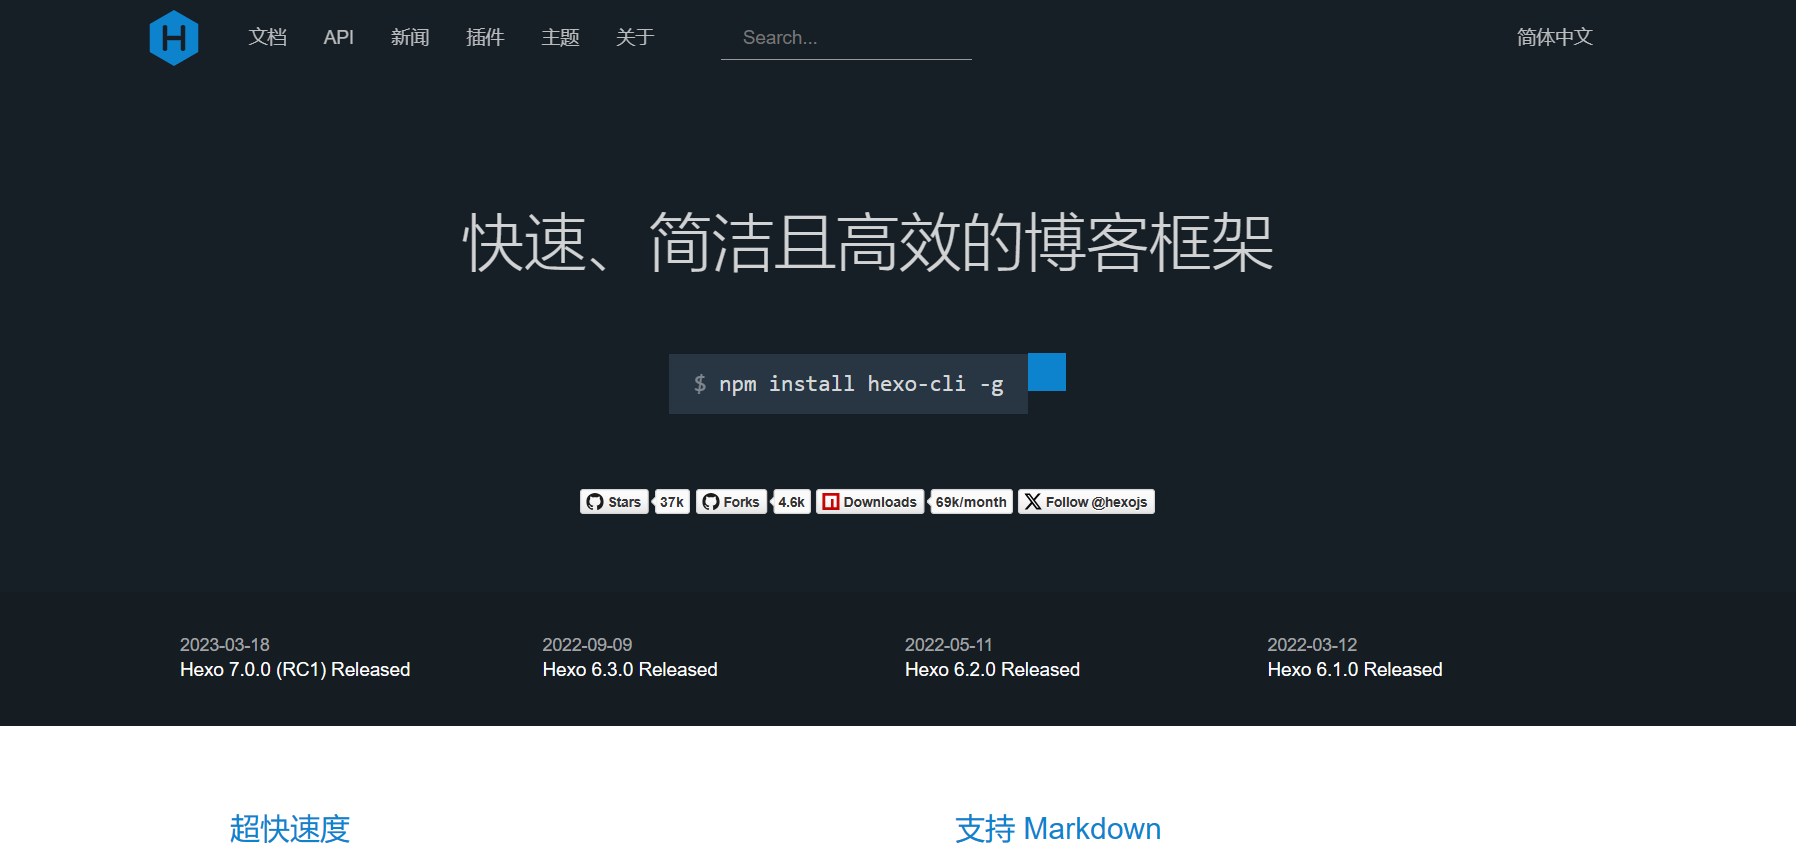 H 文档 API 新闻 插件 主题 关于 Search... 简体中文
快速、简洁且高效的博客框架
$ npm install hexo-cli -g
Stars 37k Forks 4.6k Downloads 69k/month Follow @hexojs
2023-03-18 2022-09-09 2022-05-11 2022-03-12
Hexo 7.0.0 (RC1) Released Hexo 6.3.0 Released Hexo 6.2.0 Released Hexo 6.1.0 Released
超快速度 支持 Markdown